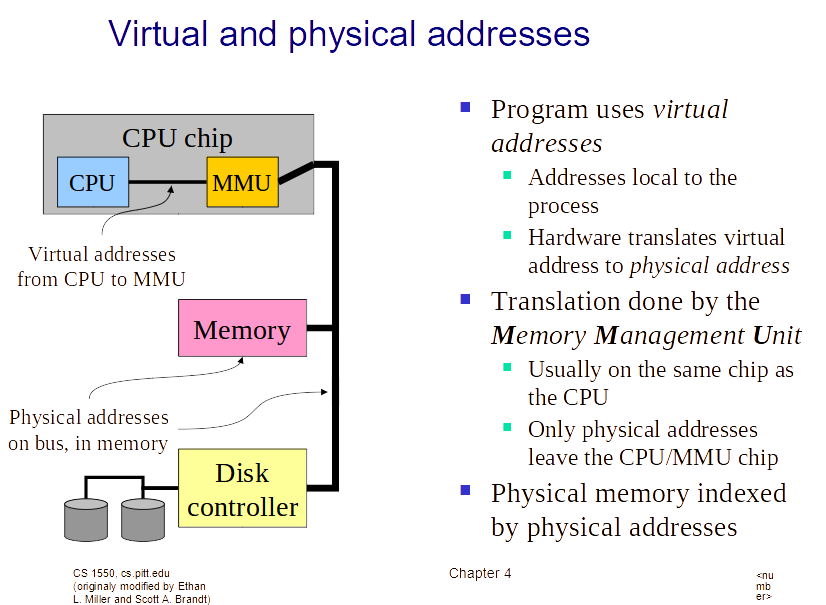 Virtual and physical addresses
CPU chip
CPU
MMU
Virtual addresses
from CPU to MMU
Memory
Physical addresses
on bus, in memory
Disk
controller
Program uses virtual
addresses
Addresses local to the
process
Hardware translates virtual
address to physical address
Translation done by the
Memory Management Unit
Usually on the same chip as
the CPU
Only physical addresses
leave the CPU/MMU chip
Physical memory indexed
by physical addresses
CS 1550, cs.pitt.edu
(originaly modified by Ethan
L. Miller and Scott A. Brandt)
Chapter 4
<nu
mb
er>